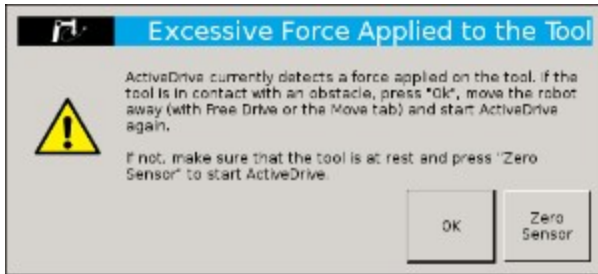 Excessive Force Applied to the Tool
ActiveDrive currently detects a force applied on the tool. If the
tool is in contact with an obstacle, press "Ok", move the robot
away (with Free Drive or the Move tab) and start ActiveDrive
again.
If not, make sure that the tool is at rest and press "Zero
Sensor" to start ActiveDrive.
OK
Zero
Sensor